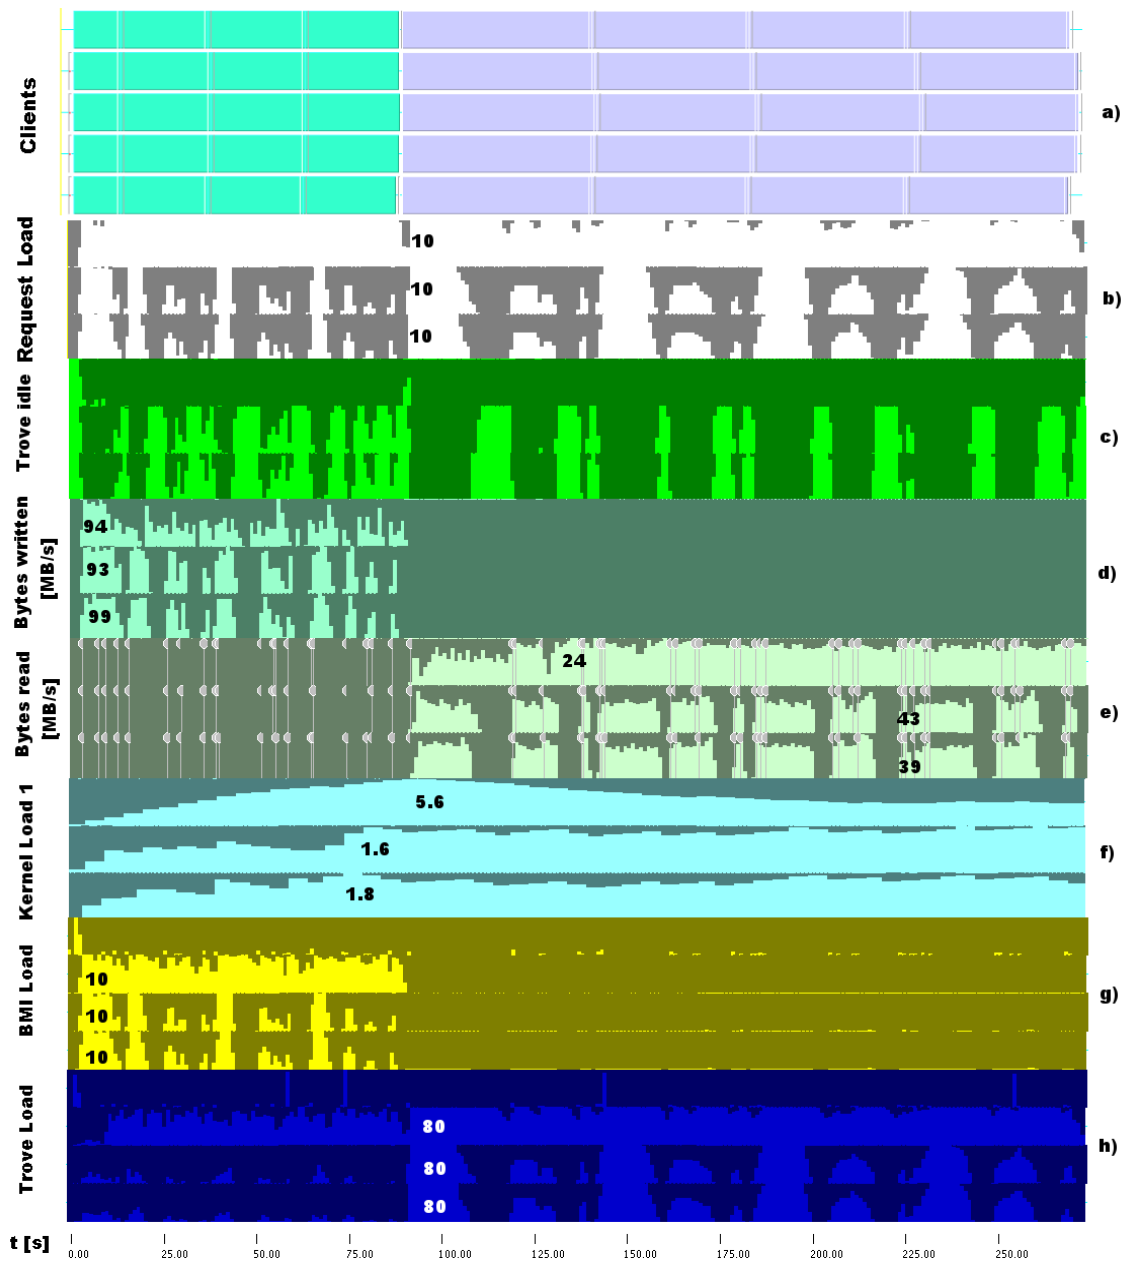 Clients
a)
Request Load
10
10
10
b)
Trove idle
c)
Bytes written
[MB/s]
94
93
99
d)
Bytes read
[MB/s]
24
43
39
e)
Kernel Load 1
5.6
1.6
1.8
f)
BMI Load
10
10
10
g)
Trove Load
80
80
80
h)
t [s]
0.00 25.00 50.00 75.00 100.00 125.00 150.00 175.00 200.00 225.00 250.00